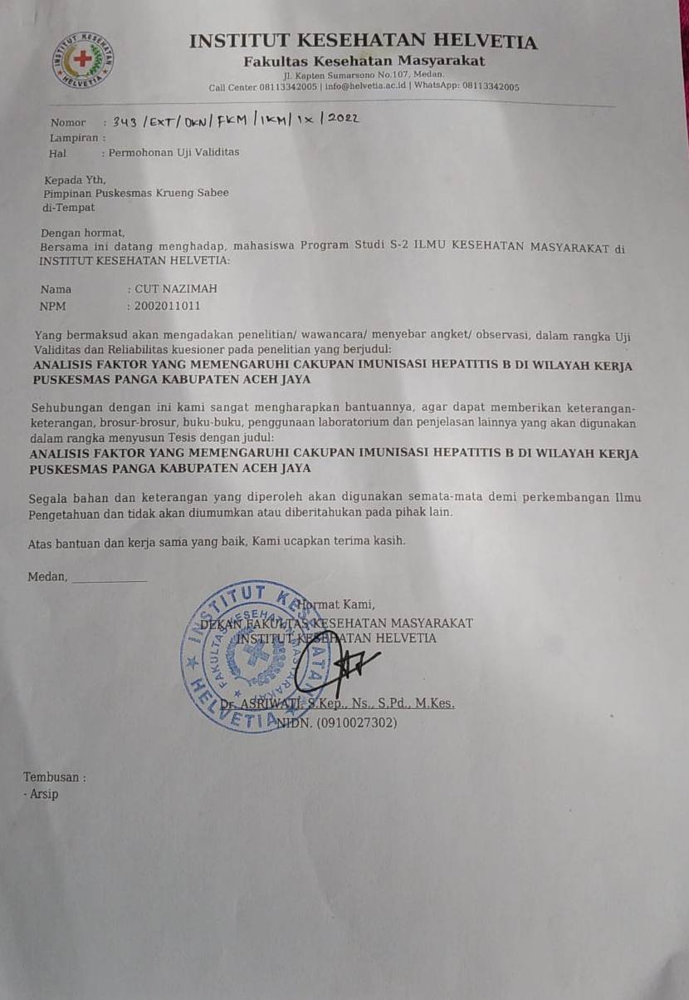 INSTITUT KESEHATAN HELVETIA
Fakultas Kesehatan Masyarakat
Jl. Kapten Sumarsono No.107, Medan.
Call Center 08113342005 | info@helvetia.ac.id | WhatsApp: 08113342005
INSTITUT KESEHATAN
HELVETIA
Nomor : 343 /EXT/ DKN/ FKM /IKM/ IX / 2022
Lampiran :
Hal : Permohonan Uji Validitas
Kepada Yth,
Pimpinan Puskesmas Krueng Sabee
di-Tempat
Dengan hormat,
Bersama ini datang menghadap, mahasiswa Program Studi S-2 ILMU KESEHATAN MASYARAKAT di
INSTITUT KESEHATAN HELVETIA:
Nama : CUT NAZIMAH
NPM : 2002011011
Yang bermaksud akan mengadakan penelitian/ wawancara/ menyebar angket/ observasi, dalam rangka Uji
Validitas dan Reliabilitas kuesioner pada penelitian yang berjudul:
ANALISIS FAKTOR YANG MEMENGARUHI CAKUPAN IMUNISASI HEPATITIS B DI WILAYAH KERJA
PUSKESMAS PANGA KABUPATEN ACEH JAYA
Sehubungan dengan ini kami sangat mengharapkan bantuannya, agar dapat memberikan keterangan-
keterangan, brosur-brosur, buku-buku, penggunaan laboratorium dan penjelasan lainnya yang akan digunakan
dalam rangka menyusun Tesis dengan judul:
ANALISIS FAKTOR YANG MEMENGARUHI CAKUPAN IMUNISASI HEPATITIS B DI WILAYAH KERJA
PUSKESMAS PANGA KABUPATEN ACEH JAYA
Segala bahan dan keterangan yang diperoleh akan digunakan semata-mata demi perkembangan Ilmu
Pengetahuan dan tidak akan diumumkan atau diberitahukan pada pihak lain.
Atas bantuan dan kerja sama yang baik, Kami ucapkan terima kasih.
Medan, ____________
Hormat Kami,
DEKAN FAKULTAS KESEHATAN MASYARAKAT
INSTITUT KESEHATAN HELVETIA
INSTITUT KESEHATAN
HELVETIA
FAKULTAS KESEHATAN MASYARAKAT
Dr. ASRIWATI, S.Kep., Ns., S.Pd., M.Kes.
NIDN. (0910027302)
Tembusan :
- Arsip